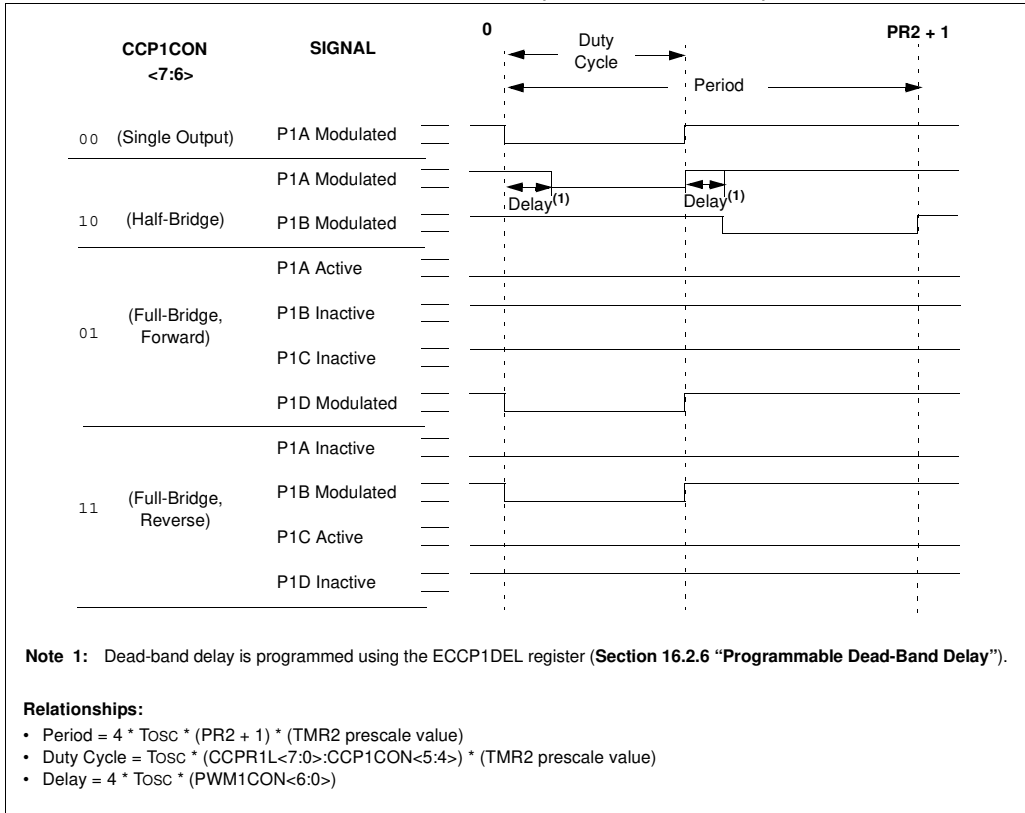 0
PR2 + 1
CCP1CON
<7:6>
SIGNAL
Duty
Cycle
Period
00 (Single Output) P1A Modulated
P1A Modulated
Delay(1) Delay(1)
10 (Half-Bridge) P1B Modulated
P1A Active
01 (Full-Bridge, Forward)
P1B Inactive
P1C Inactive
P1D Modulated
P1A Inactive
11 (Full-Bridge, Reverse)
P1B Modulated
P1C Active
P1D Inactive
Note 1: Dead-band delay is programmed using the ECCP1DEL register (Section 16.2.6 “Programmable Dead-Band Delay”).
Relationships:
• Period = 4 * TOSC * (PR2 + 1) * (TMR2 prescale value)
• Duty Cycle = TOSC * (CCPR1L<7:0>:CCP1CON<5:4>) * (TMR2 prescale value)
• Delay = 4 * TOSC * (PWM1CON<6:0>)